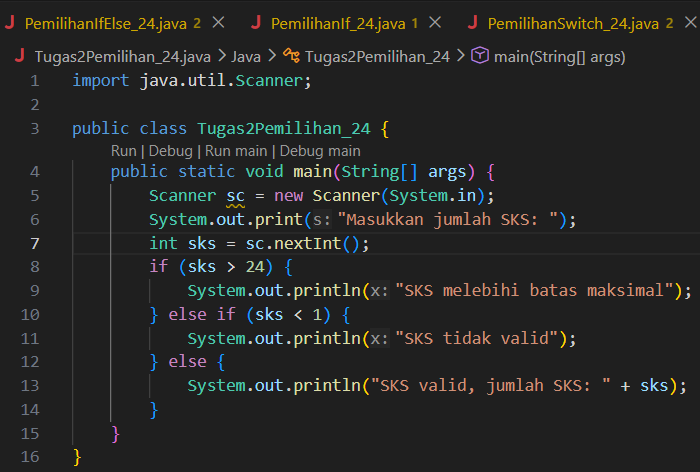 PemilihanIfElse_24.java 2 PemilihanIf_24.java 1 PemilihanSwitch_24.java 2
Tugas2Pemilihan_24.java > Java > Tugas2Pemilihan_24 > main(String[] args)
1 import java.util.Scanner;
2
3 public class Tugas2Pemilihan_24 {
Run | Debug | Run main | Debug main
4 public static void main(String[] args) {
5 Scanner sc = new Scanner(System.in);
6 System.out.print(s: "Masukkan jumlah SKS: ");
7 int sks = sc.nextInt();
8 if (sks > 24) {
9 System.out.println(x: "SKS melebihi batas maksimal");
10 } else if (sks < 1) {
11 System.out.println(x: "SKS tidak valid");
12 } else {
13 System.out.println("SKS valid, jumlah SKS: " + sks);
14 }
15 }
16 }